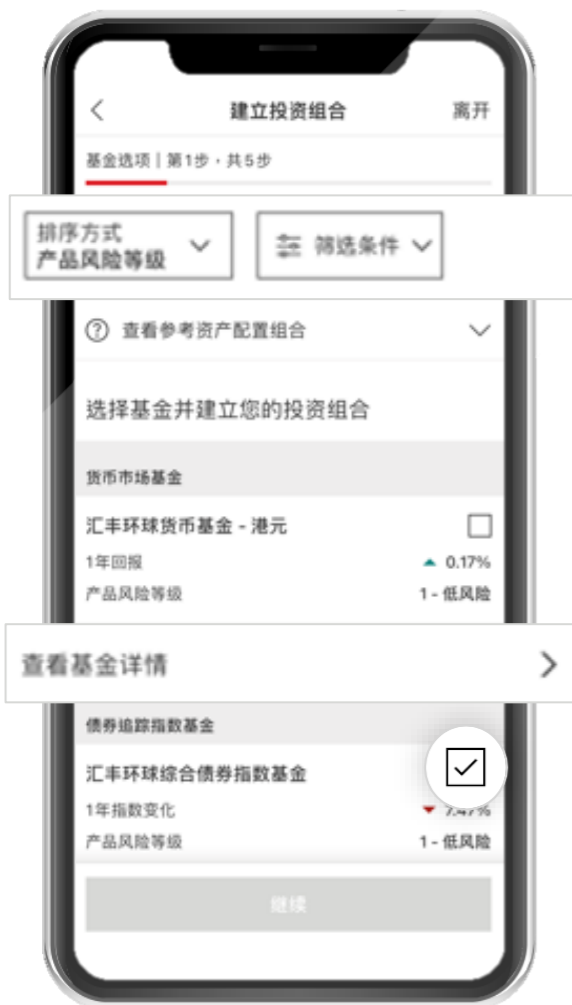 建立投资组合
离开
基金选项 | 第1步，共5步
排序方式
产品风险等级
筛选条件
查看参考资产配置组合
选择基金并建立您的投资组合
货币市场基金
汇丰环球货币基金 - 港元
1年回报
0.17%
产品风险等级
1 - 低风险
查看基金详情
债券追踪指数基金
汇丰环球综合债券指数基金
1年指数变化
7.47%
产品风险等级
1 - 低风险
继续